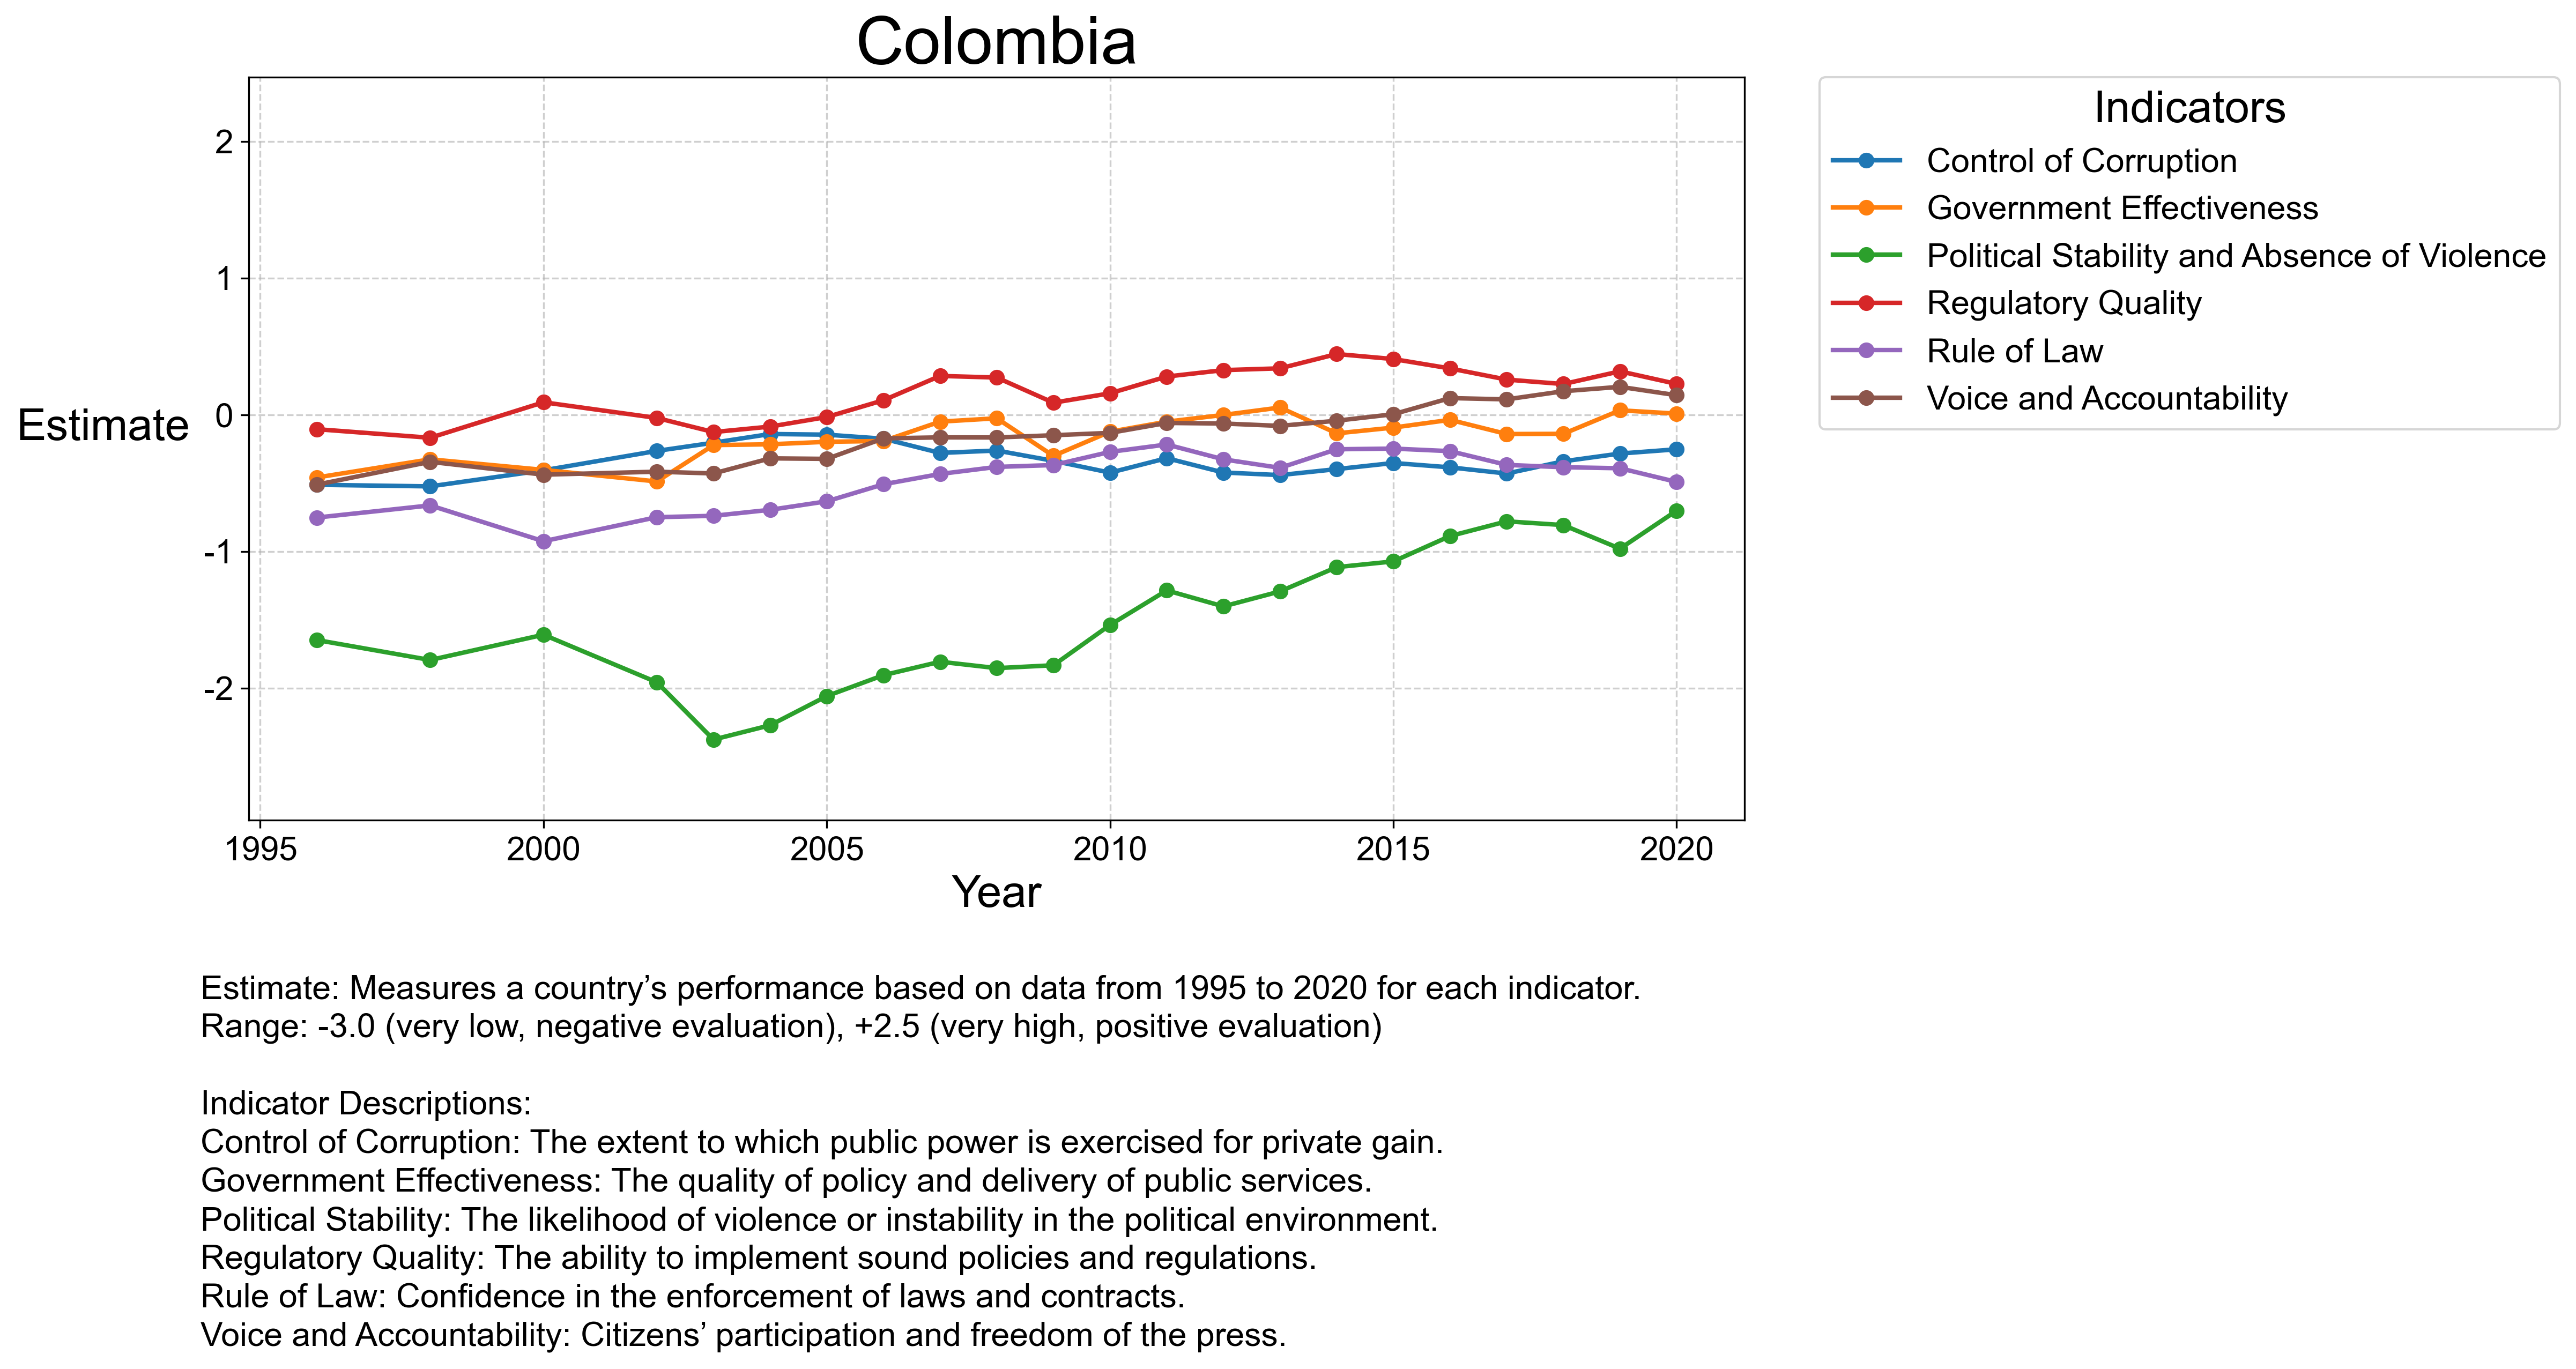 Colombia
Estimate
2
1
0
-1
-2
1995
2000
2005
2010
2015
2020
Year
Indicators
Control of Corruption
Government Effectiveness
Political Stability and Absence of Violence
Regulatory Quality
Rule of Law
Voice and Accountability
Estimate: Measures a country’s performance based on data from 1995 to 2020 for each indicator.
Range: -3.0 (very low, negative evaluation), +2.5 (very high, positive evaluation)
Indicator Descriptions:
Control of Corruption: The extent to which public power is exercised for private gain.
Government Effectiveness: The quality of policy and delivery of public services.
Political Stability: The likelihood of violence or instability in the political environment.
Regulatory Quality: The ability to implement sound policies and regulations.
Rule of Law: Confidence in the enforcement of laws and contracts.
Voice and Accountability: Citizens’ participation and freedom of the press.